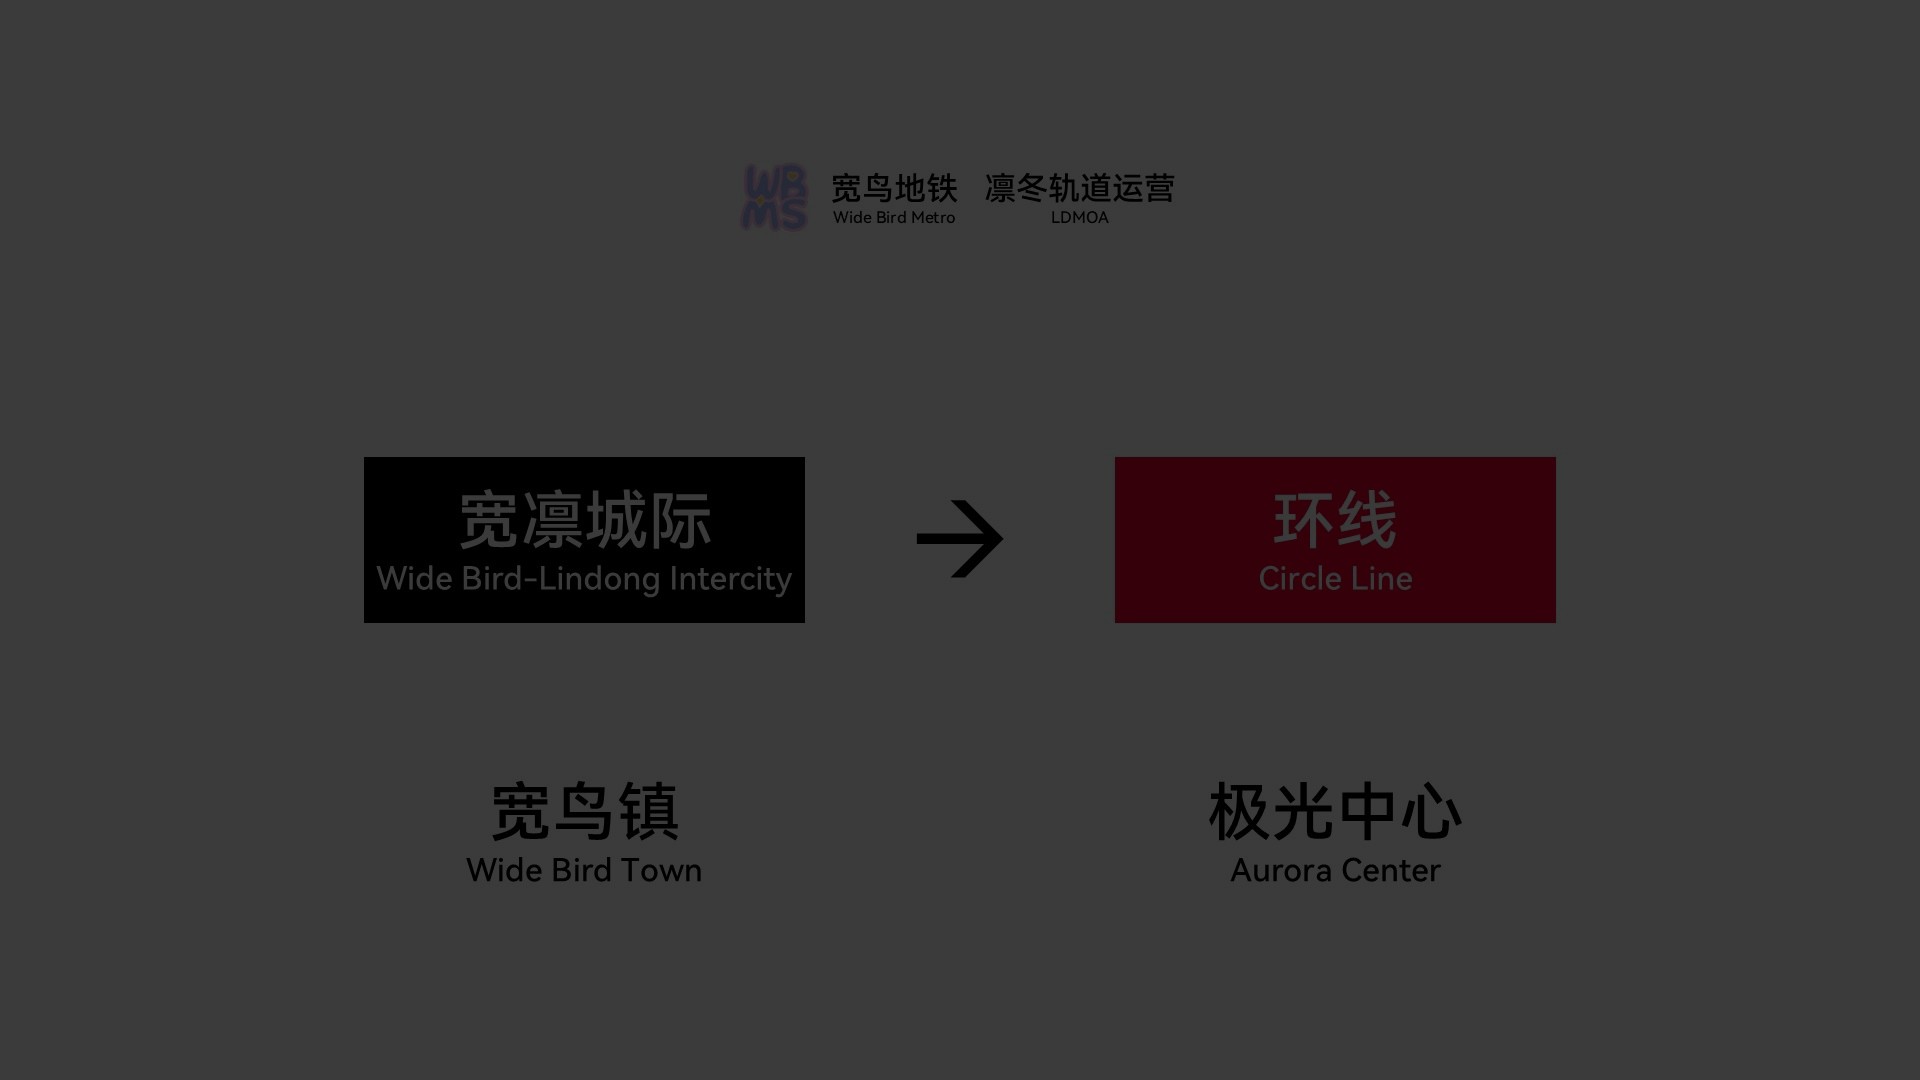 WB
MS
宽鸟地铁 凛冬轨道运营
Wide Bird Metro LDMOA
宽凛城际
Wide Bird-Lindong Intercity
环线
Circle Line
宽鸟镇
Wide Bird Town
极光中心
Aurora Center